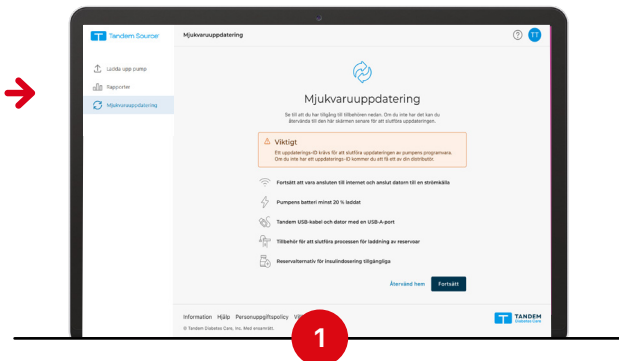 Tandem Source
Mjukvaruuppdatering
TT
Ladda upp pump
Rapporter
Mjukvaruuppdatering
Mjukvaruuppdatering
Se till att du har tillgång till tillbehören nedan. Om du inte har det kan du
återvända till den här skärmen senare för att slutföra uppdateringen.
Viktigt
Ett uppdaterings-ID krävs för att slutföra uppdateringen av pumpens programvara.
Om du inte har ett uppdaterings-ID kommer du att få ett av din distributör.
Fortsätt att vara ansluten till internet och anslut datorn till en strömkälla
Pumpens batteri minst 20 % laddat
Tandem USB-kabel och dator med en USB-A-port
Tillbehör för att slutföra processen för laddning av reservoar
Reservalternativ för insulindosering tillgängliga
Återvänd hem Fortsätt
Information Hjälp Personuppgiftspolicy
© Tandem Diabetes Care, Inc. Med ensamrätt.
TANDEM
Diabetes Care
1